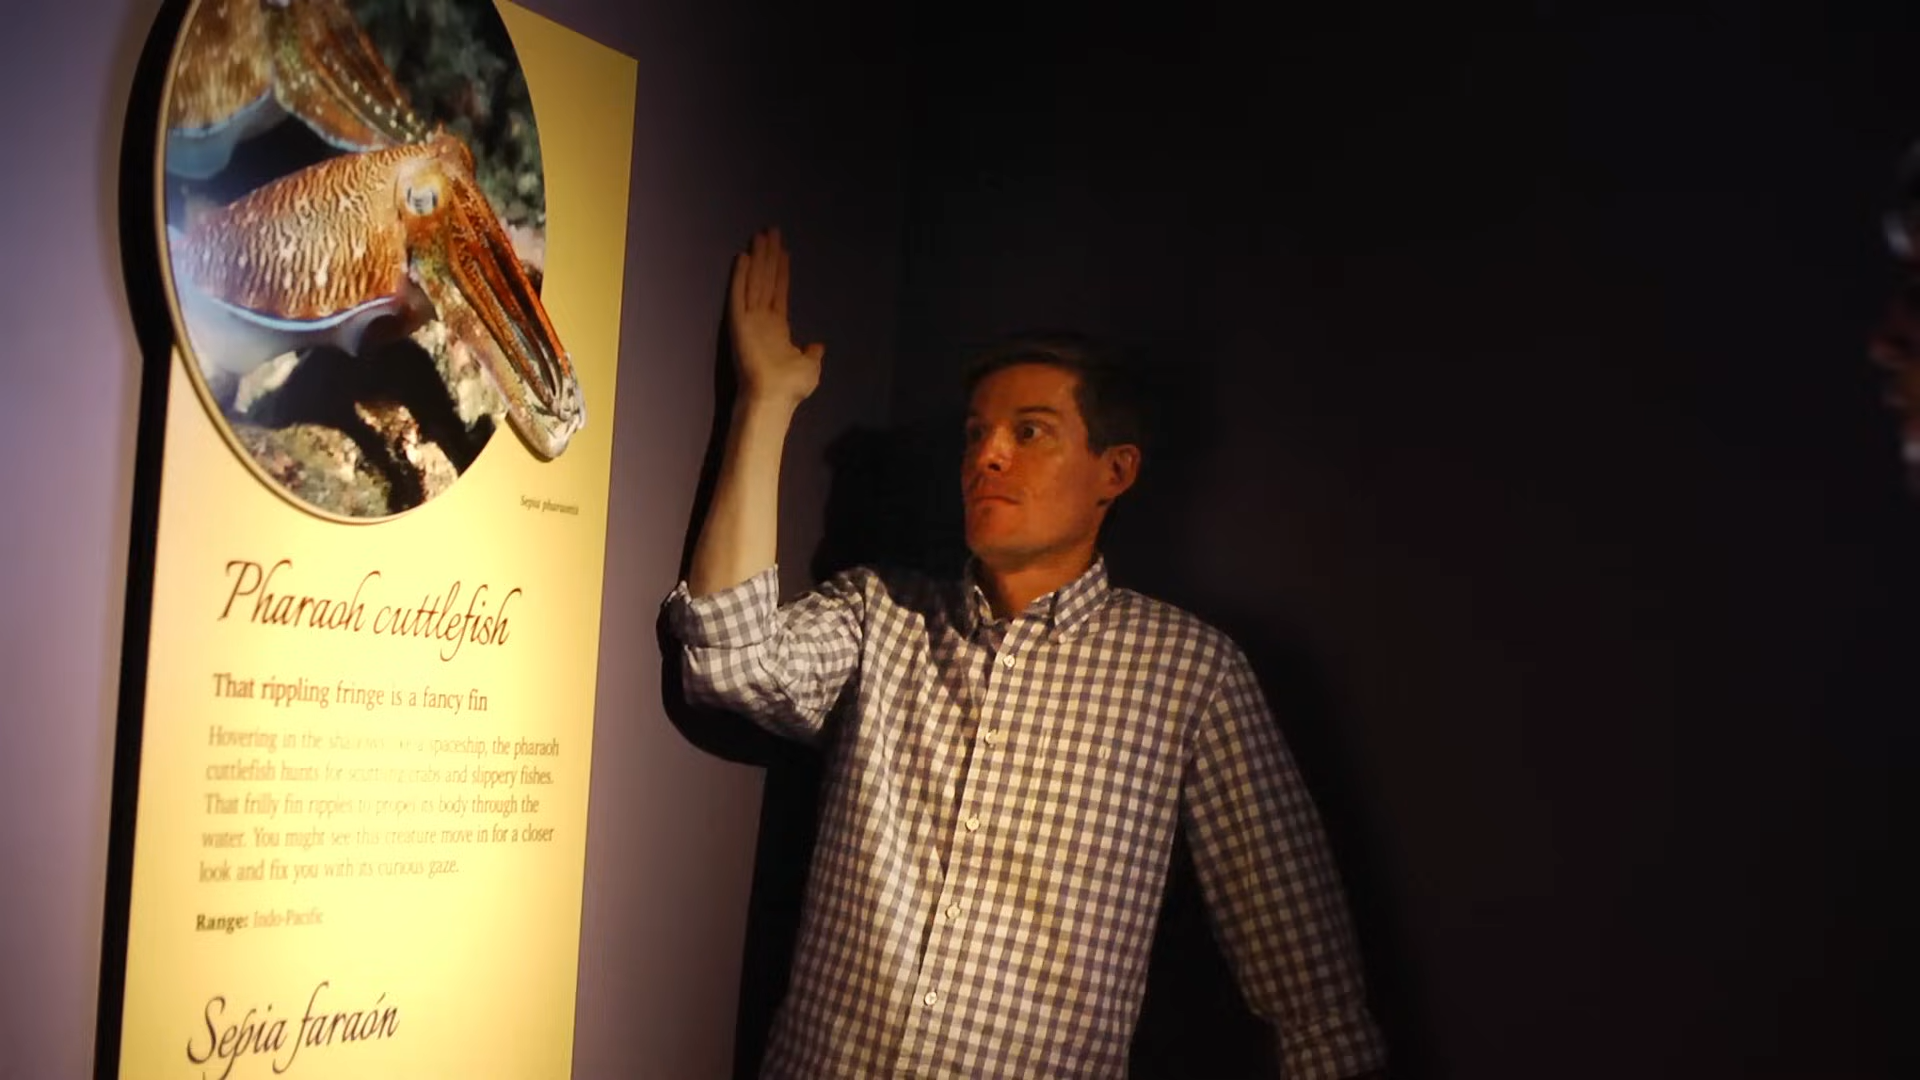 Sepia pharaonis
Pharaoh cuttlefish
That rippling fringe is a fancy fin
Hovering in the shadows like a spaceship, the pharaoh
cuttlefish hunts for scuttling crabs and slippery fishes.
That frilly fin ripples to propel its body through the
water. You might see this creature move in for a closer
look and fix you with its curious gaze.
Range: Indo-Pacific
Sepia faraón